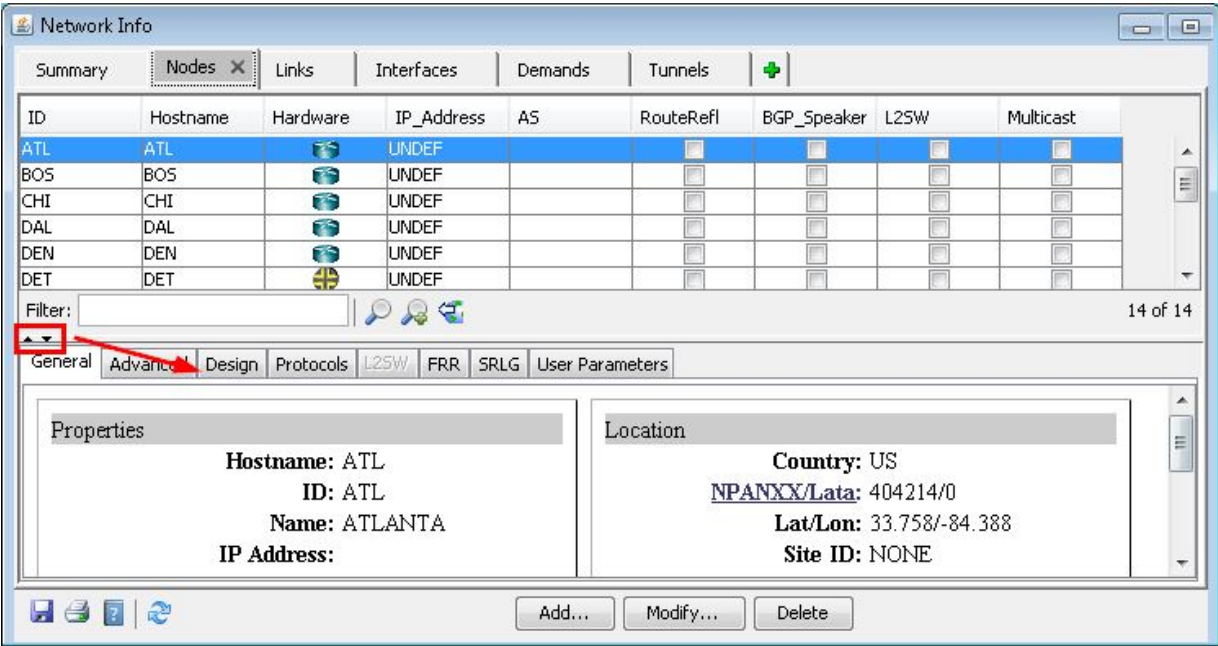 Network Info
Summary Nodes Links Interfaces Demands Tunnels
ID Hostname Hardware IP_Address AS RouteRefl BGP_Speaker L2SW Multicast
ATL ATL UNDEF
BOS BOS UNDEF
CHI CHI UNDEF
DAL DAL UNDEF
DEN DEN UNDEF
DET DET UNDEF
Filter: 14 of 14
General Advanced Design Protocols L2SW FRR SRLG User Parameters
Properties Location
Hostname: ATL Country: US
ID: ATL NPANXX/Lata: 404214/0
Name: ATLANTA Lat/Lon: 33.758/-84.388
IP Address: Site ID: NONE
Add... Modify... Delete